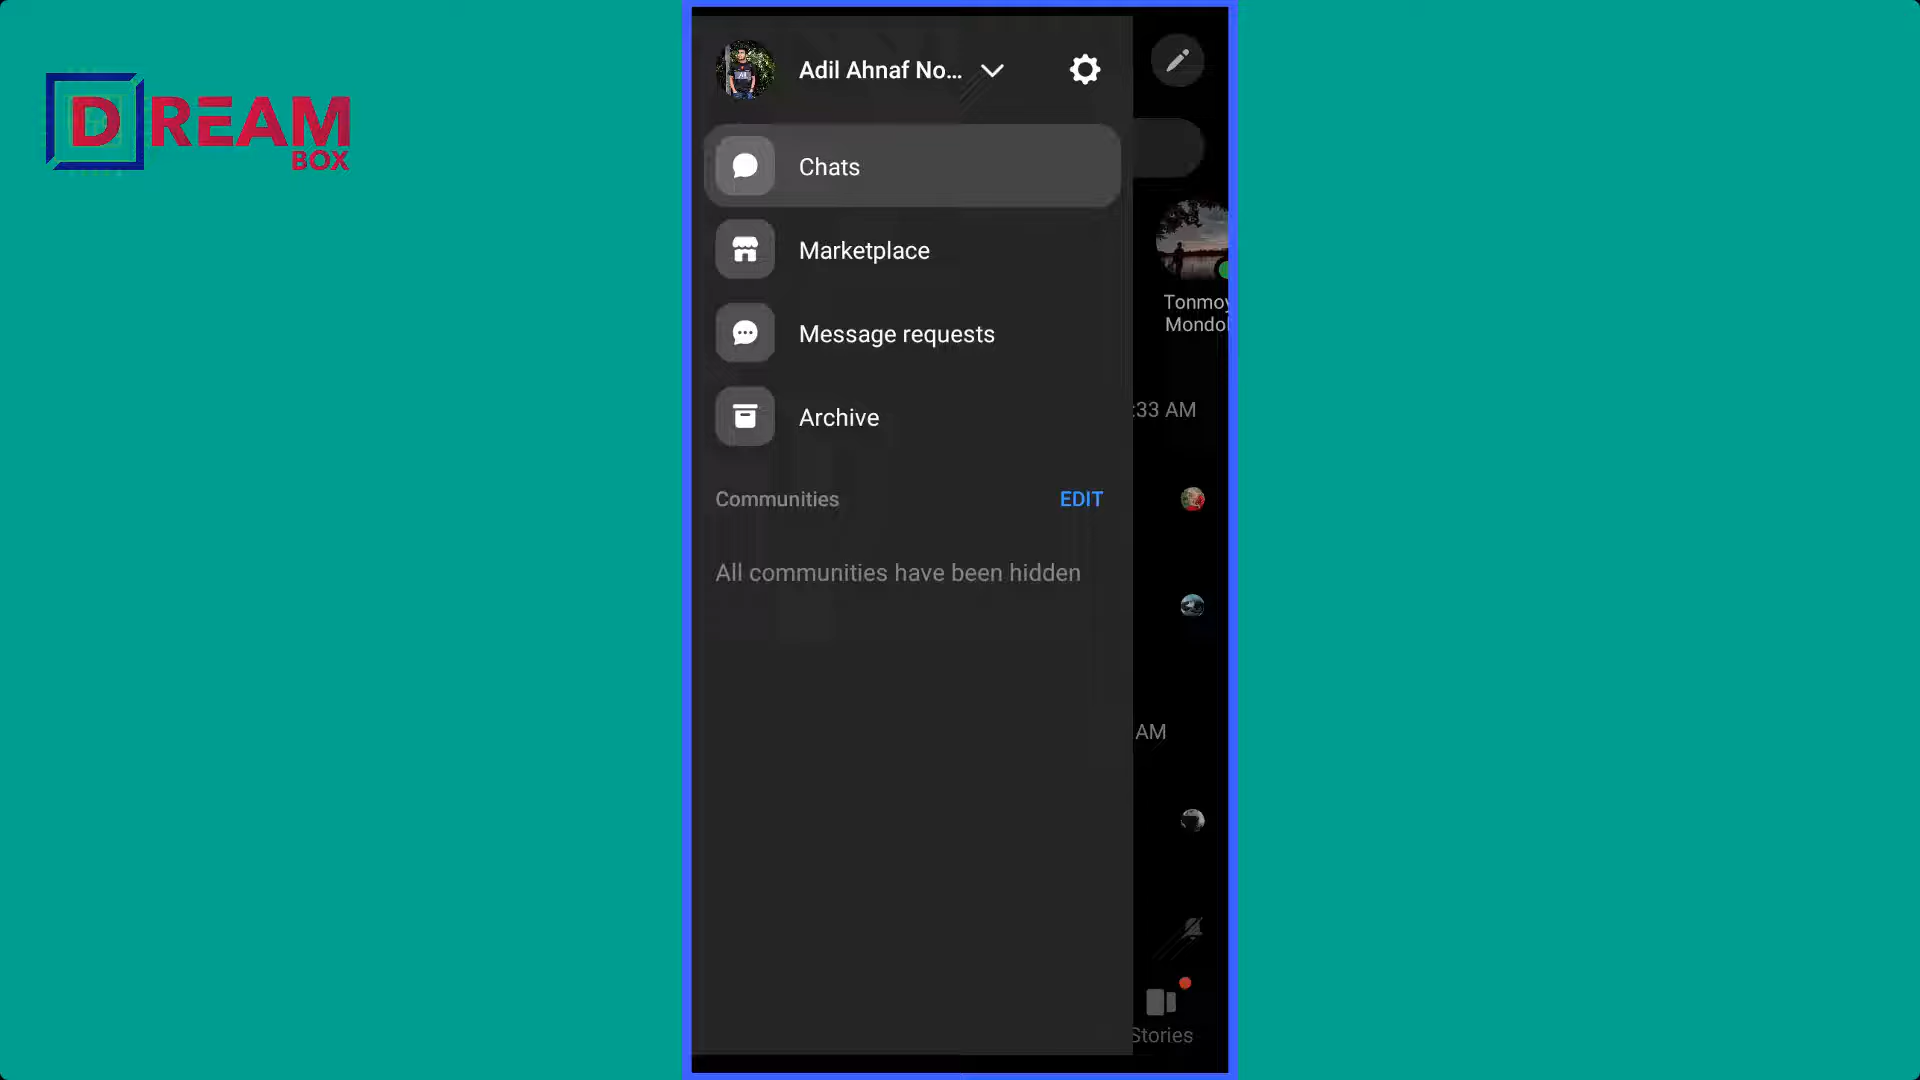 DREAM
BOX
Adil Ahnaf No...
Chats
Marketplace
Message requests
Archive
Communities
EDIT
All communities have been hidden
Tonmoy
Mondol
:33 AM
AM
Stories